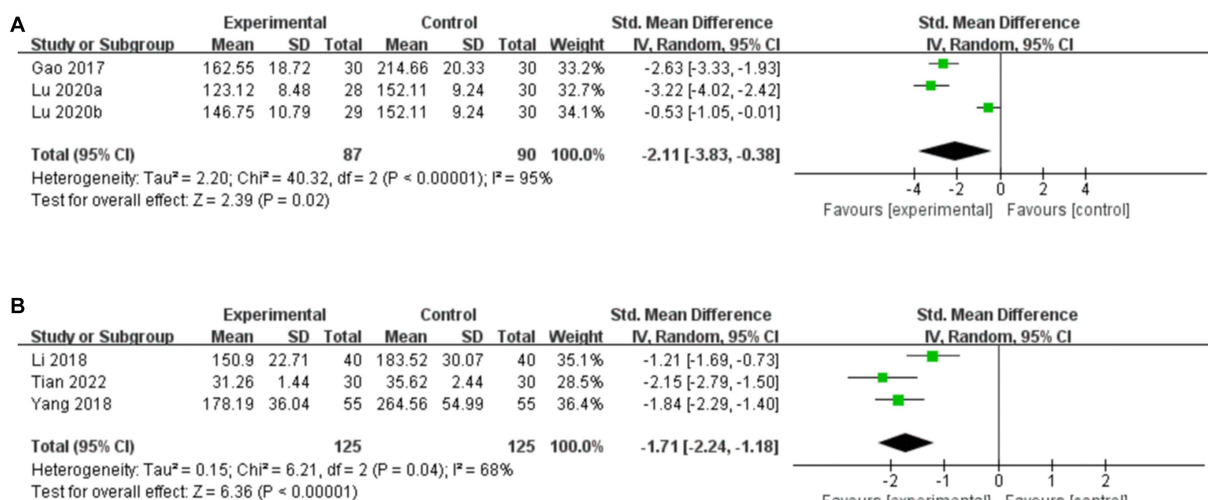 A
Experimental Control Std. Mean Difference Std. Mean Difference
Study or Subgroup Mean SD Total Mean SD Total Weight IV, Random, 95% CI IV, Random, 95% CI
Gao 2017 162.55 18.72 30 214.66 20.33 30 33.2% -2.63 [-3.33, -1.93]
Lu 2020a 123.12 8.48 28 152.11 9.24 30 32.7% -3.22 [-4.02, -2.42]
Lu 2020b 146.75 10.79 29 152.11 9.24 30 34.1% -0.53 [-1.05, -0.01]
Total (95% CI) 87 90 100.0% -2.11 [-3.83, -0.38]
Heterogeneity: Tau² = 2.20; Chi² = 40.32, df = 2 (P < 0.00001); I² = 95%
Test for overall effect: Z = 2.39 (P = 0.02)
-4 -2 0 2 4
Favours [experimental] Favours [control]
B
Experimental Control Std. Mean Difference Std. Mean Difference
Study or Subgroup Mean SD Total Mean SD Total Weight IV, Random, 95% CI IV, Random, 95% CI
Li 2018 150.9 22.71 40 183.52 30.07 40 35.1% -1.21 [-1.69, -0.73]
Tian 2022 31.26 1.44 30 35.62 2.44 30 28.5% -2.15 [-2.79, -1.50]
Yang 2018 178.19 36.04 55 264.56 54.99 55 36.4% -1.84 [-2.29, -1.40]
Total (95% CI) 125 125 100.0% -1.71 [-2.24, -1.18]
Heterogeneity: Tau² = 0.15; Chi² = 6.21, df = 2 (P = 0.04); I² = 68%
Test for overall effect: Z = 6.36 (P < 0.00001)
-2 -1 0 1 2
Favours [experimental] Favours [control]